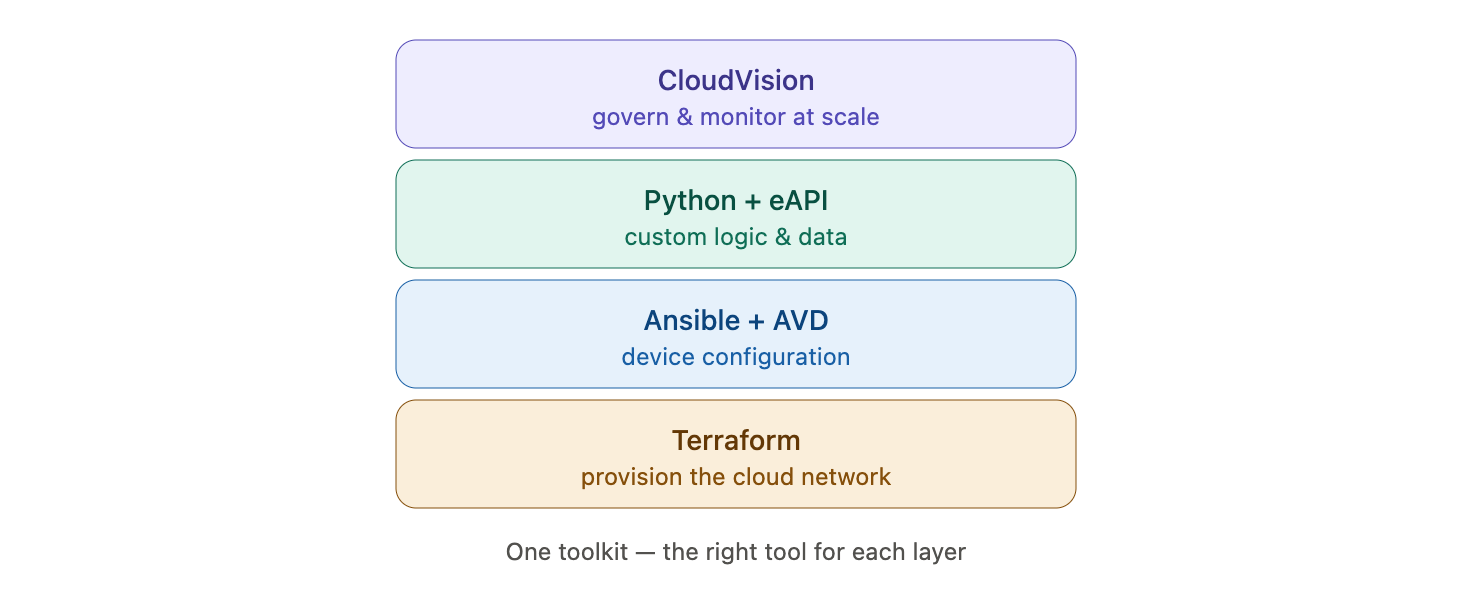 CloudVision
govern & monitor at scale
Python + eAPI
custom logic & data
Ansible + AVD
device configuration
Terraform
provision the cloud network
One toolkit — the right tool for each layer